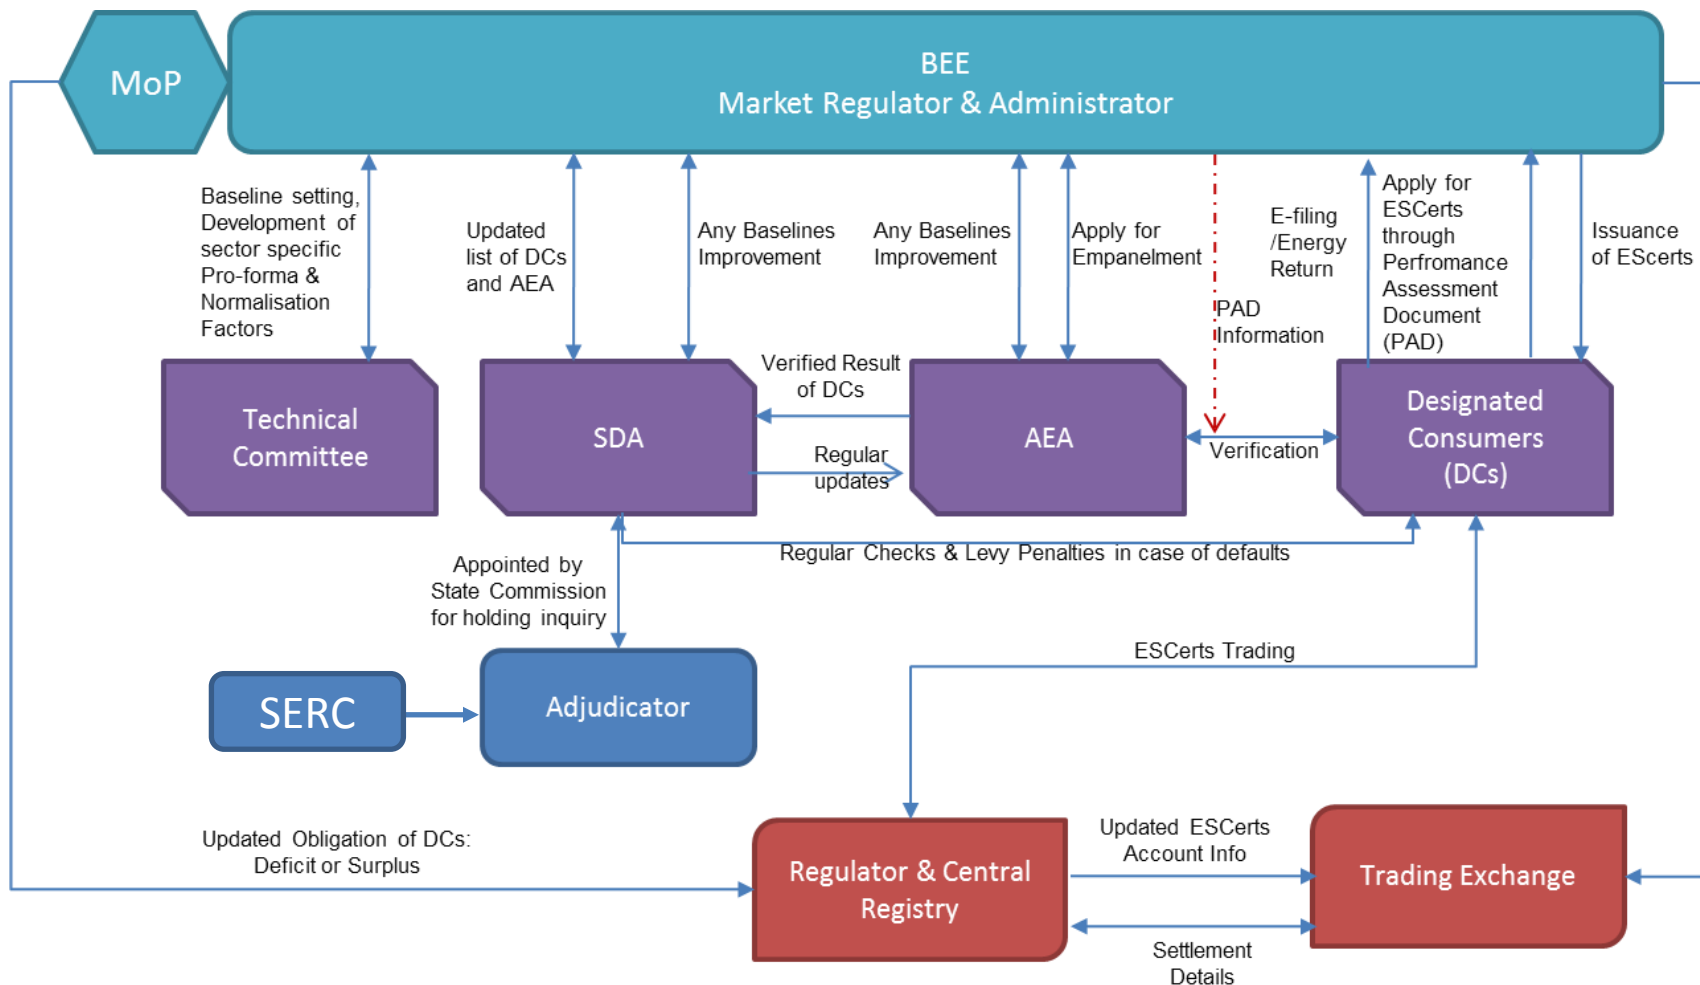 MoP
BEE
Market Regulator & Administrator
Baseline setting,
Development of
sector specific
Pro-forma &
Normalisation
Factors
Updated
list of DCs
and AEA
Any Baselines
Improvement
Any Baselines
Improvement
Apply for
Empanelment
PAD
Information
E-filing
/Energy
Return
Apply for
ESCerts
through
Perfromance
Assessment
Document
(PAD)
Issuance
of EScerts
Technical
Committee
SDA
Verified Result
of DCs
Regular
updates
AEA
Verification
Designated
Consumers
(DCs)
Regular Checks & Levy Penalties in case of defaults
Appointed by
State Commission
for holding inquiry
SERC
Adjudicator
ESCerts Trading
Updated Obligation of DCs:
Deficit or Surplus
Regulator & Central
Registry
Updated ESCerts
Account Info
Settlement
Details
Trading Exchange